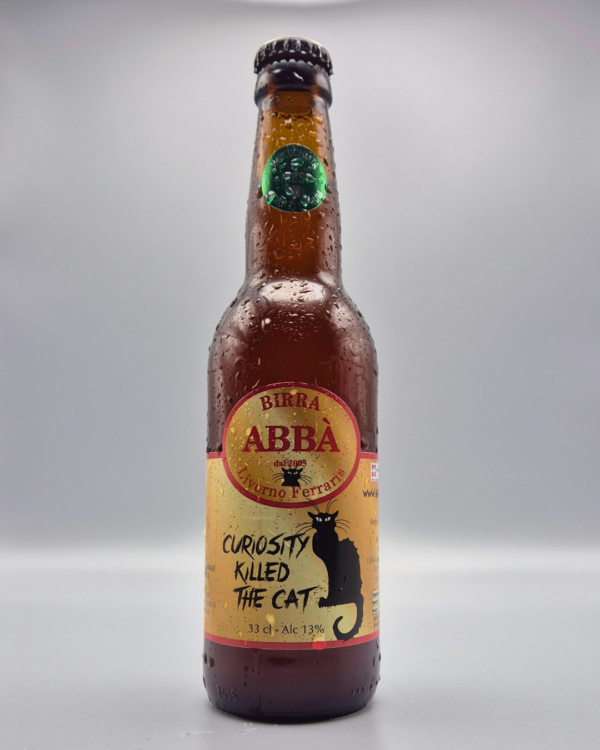 BIRRA
ABBÀ
dal 2005
Livorno Ferraris
CURIOSITY
KILLED
THE CAT
33 cl - Alc 13%